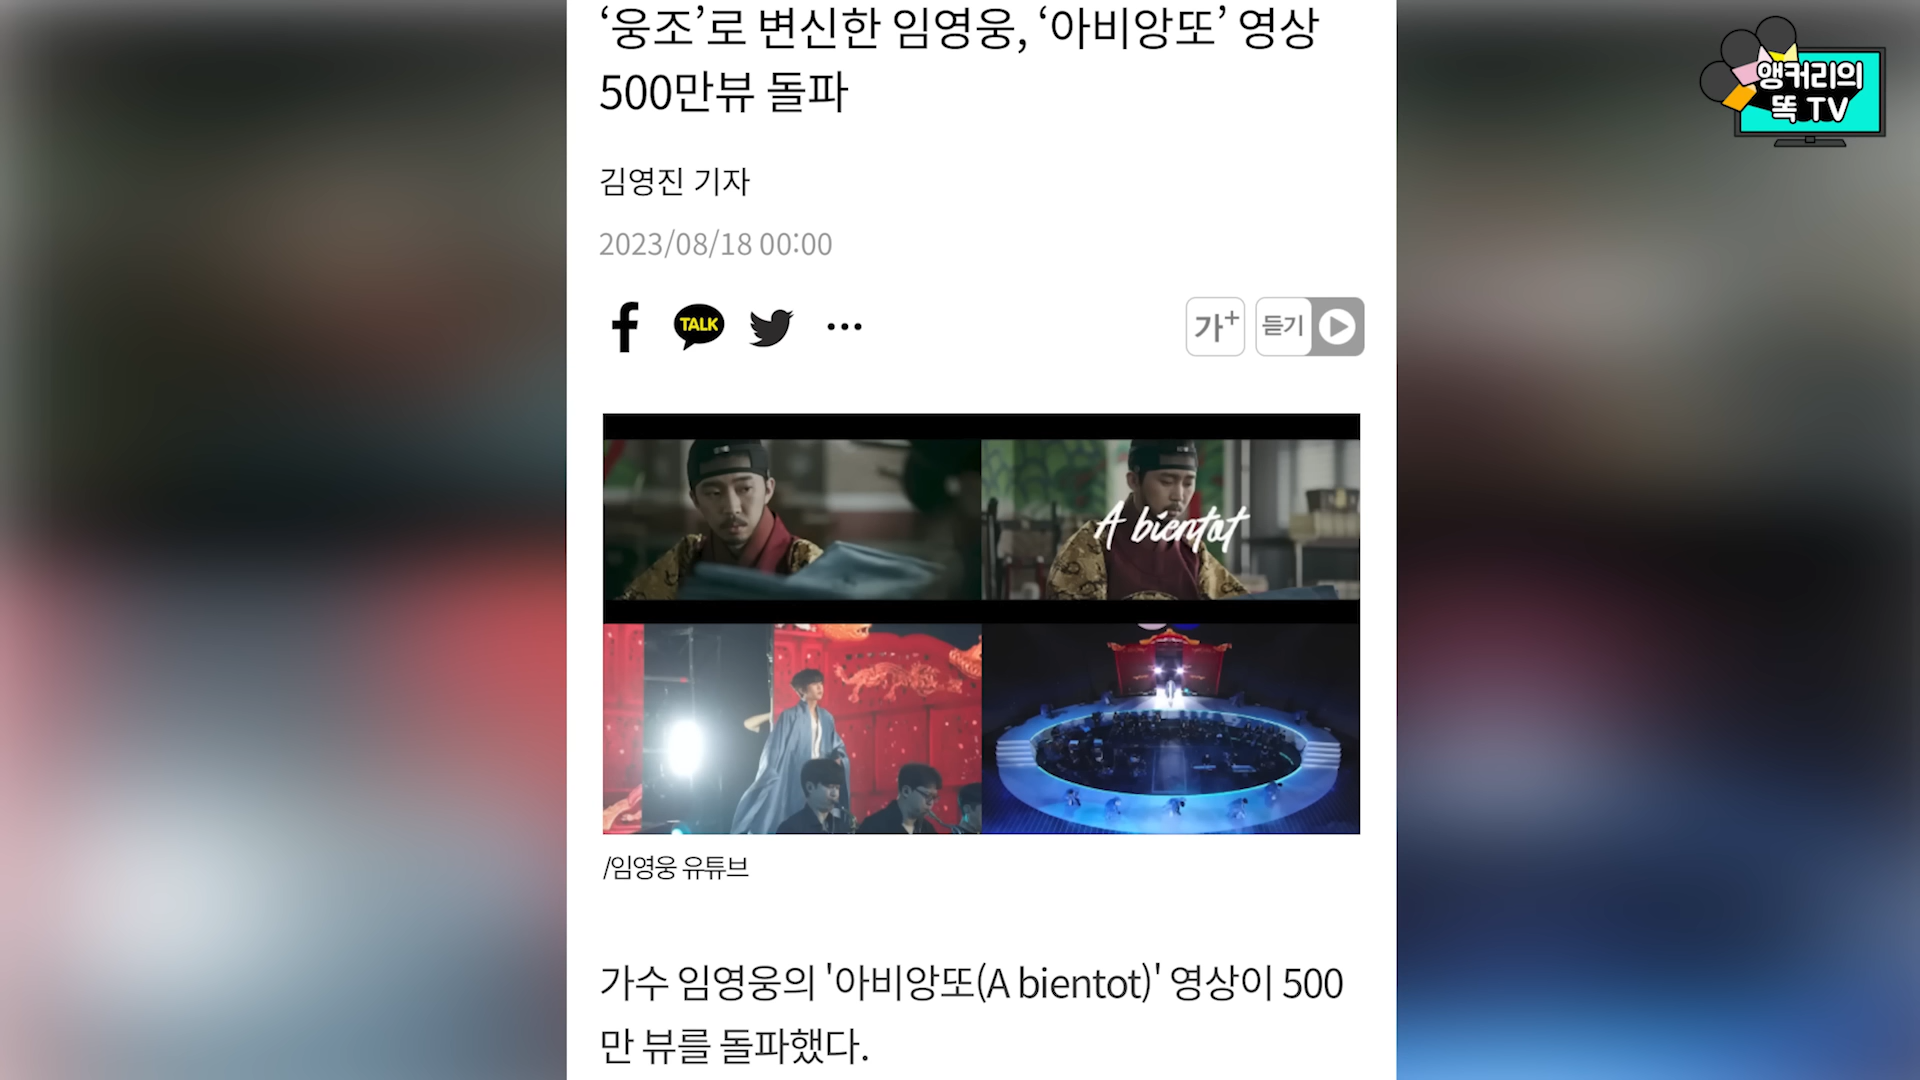 ‘웅조’로 변신한 임영웅, ‘아비앙또’ 영상
500만뷰 돌파
앵커리의
똑 TV
김영진 기자
2023/08/18 00:00
TALK
가+
듣기
A bientot
/임영웅 유튜브
가수 임영웅의 '아비앙또(A bientot)' 영상이 500
만 뷰를 돌파했다.